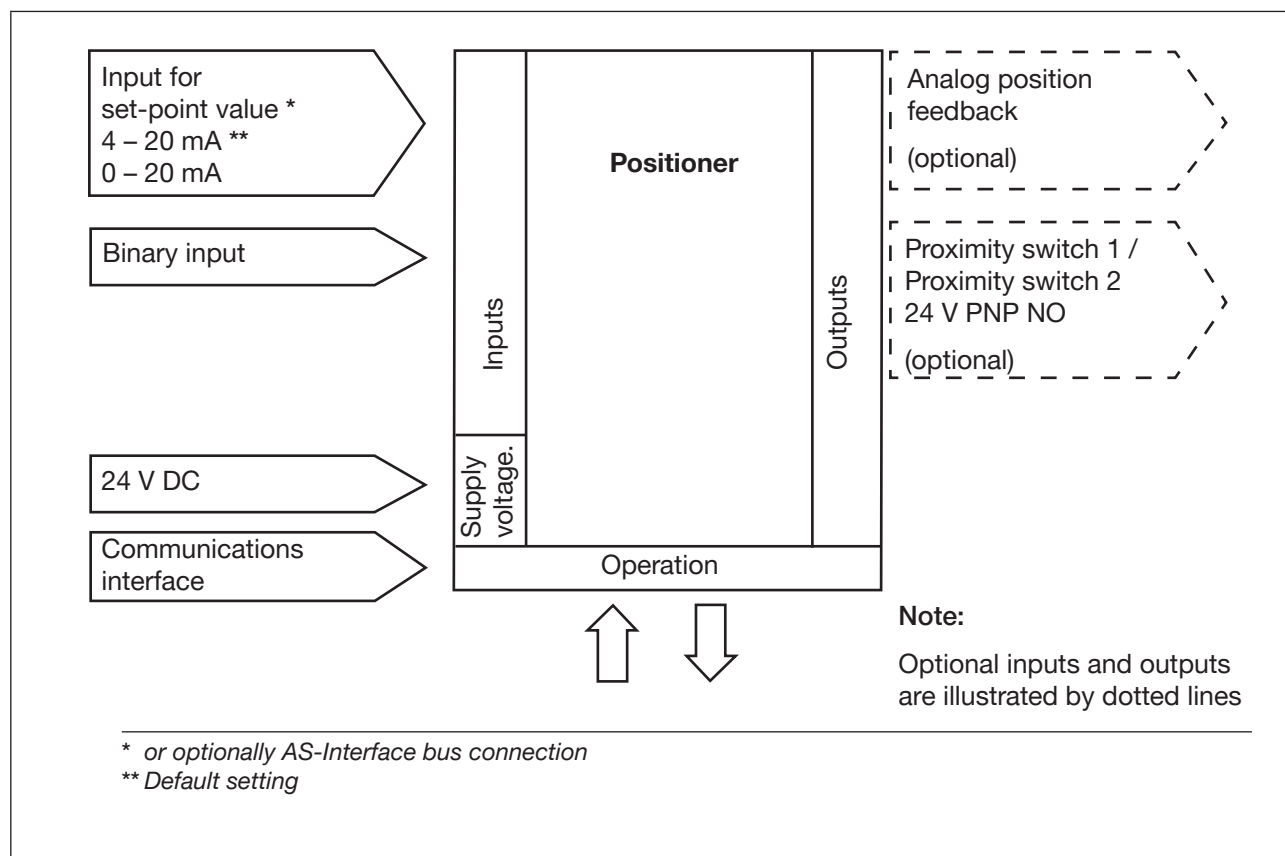 Input for
set-point value *
4 – 20 mA **
0 – 20 mA
Binary input
24 V DC
Communications
interface
Inputs
Supply
voltage.
Positioner
Operation
Outputs
Analog position
feedback
(optional)
Proximity switch 1 /
Proximity switch 2
24 V PNP NO
(optional)
Note:
Optional inputs and outputs
are illustrated by dotted lines
* or optionally AS-Interface bus connection
** Default setting